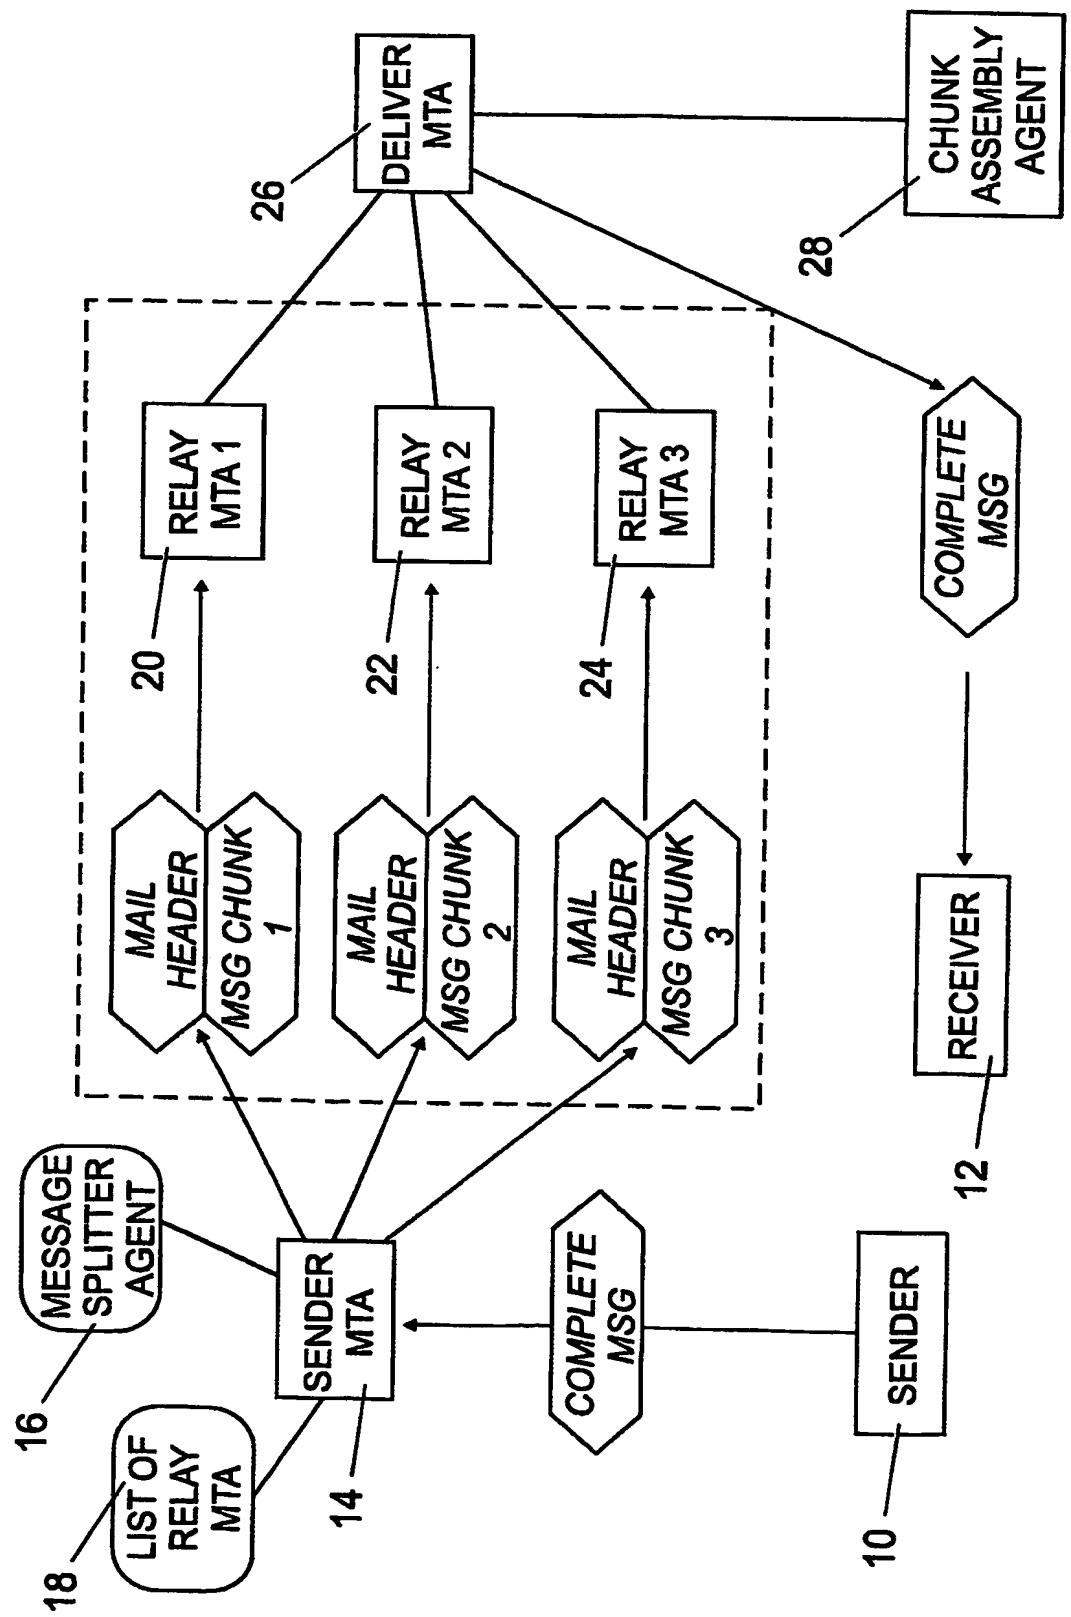 18
LIST OF
RELAY
MTA
16
MESSAGE
SPLITTER
AGENT
14
SENDER
MTA
COMPLETE
MSG
10
SENDER
MAIL
HEADER
MSG CHUNK
1
MAIL
HEADER
MSG CHUNK
2
MAIL
HEADER
MSG CHUNK
3
20
RELAY
MTA 1
22
RELAY
MTA 2
24
RELAY
MTA 3
26
DELIVER
MTA
28
CHUNK
ASSEMBLY
AGENT
COMPLETE
MSG
12
RECEIVER